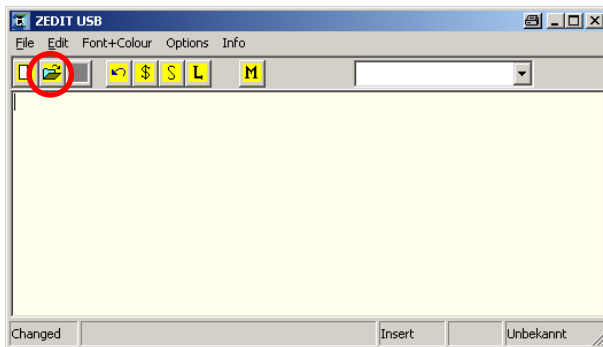 ZEDIT USB
File Edit Font+Colour Options Info
$ S L M
Changed Insert Unbekannt